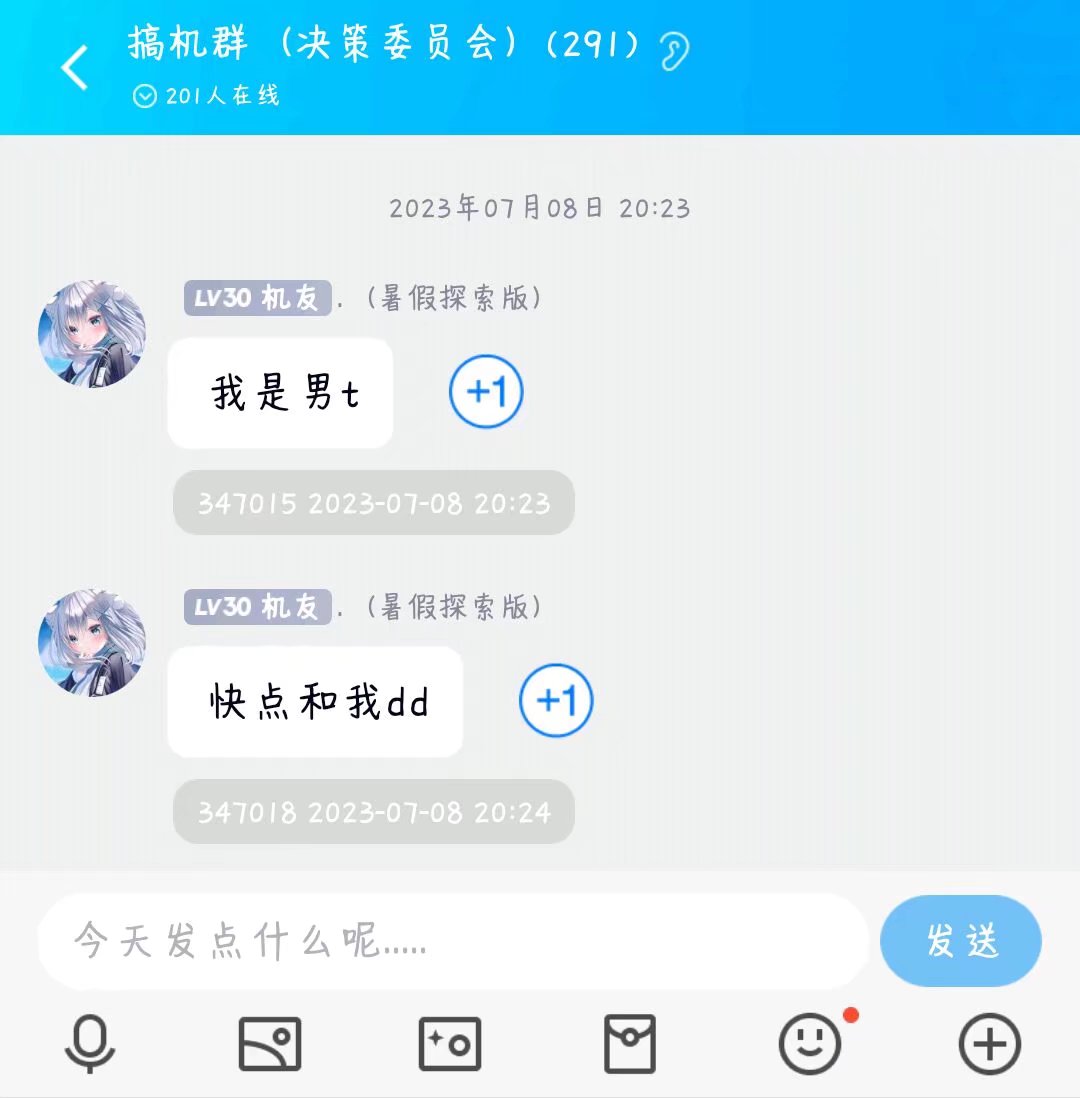 搞机群（决策委员会）(291)
201人在线
2023年07月08日 20:23
LV30 机友 .（暑假探索版）
我是男t
+1
347015 2023-07-08 20:23
LV30 机友 .（暑假探索版）
快点和我dd
+1
347018 2023-07-08 20:24
今天发点什么呢......
发送